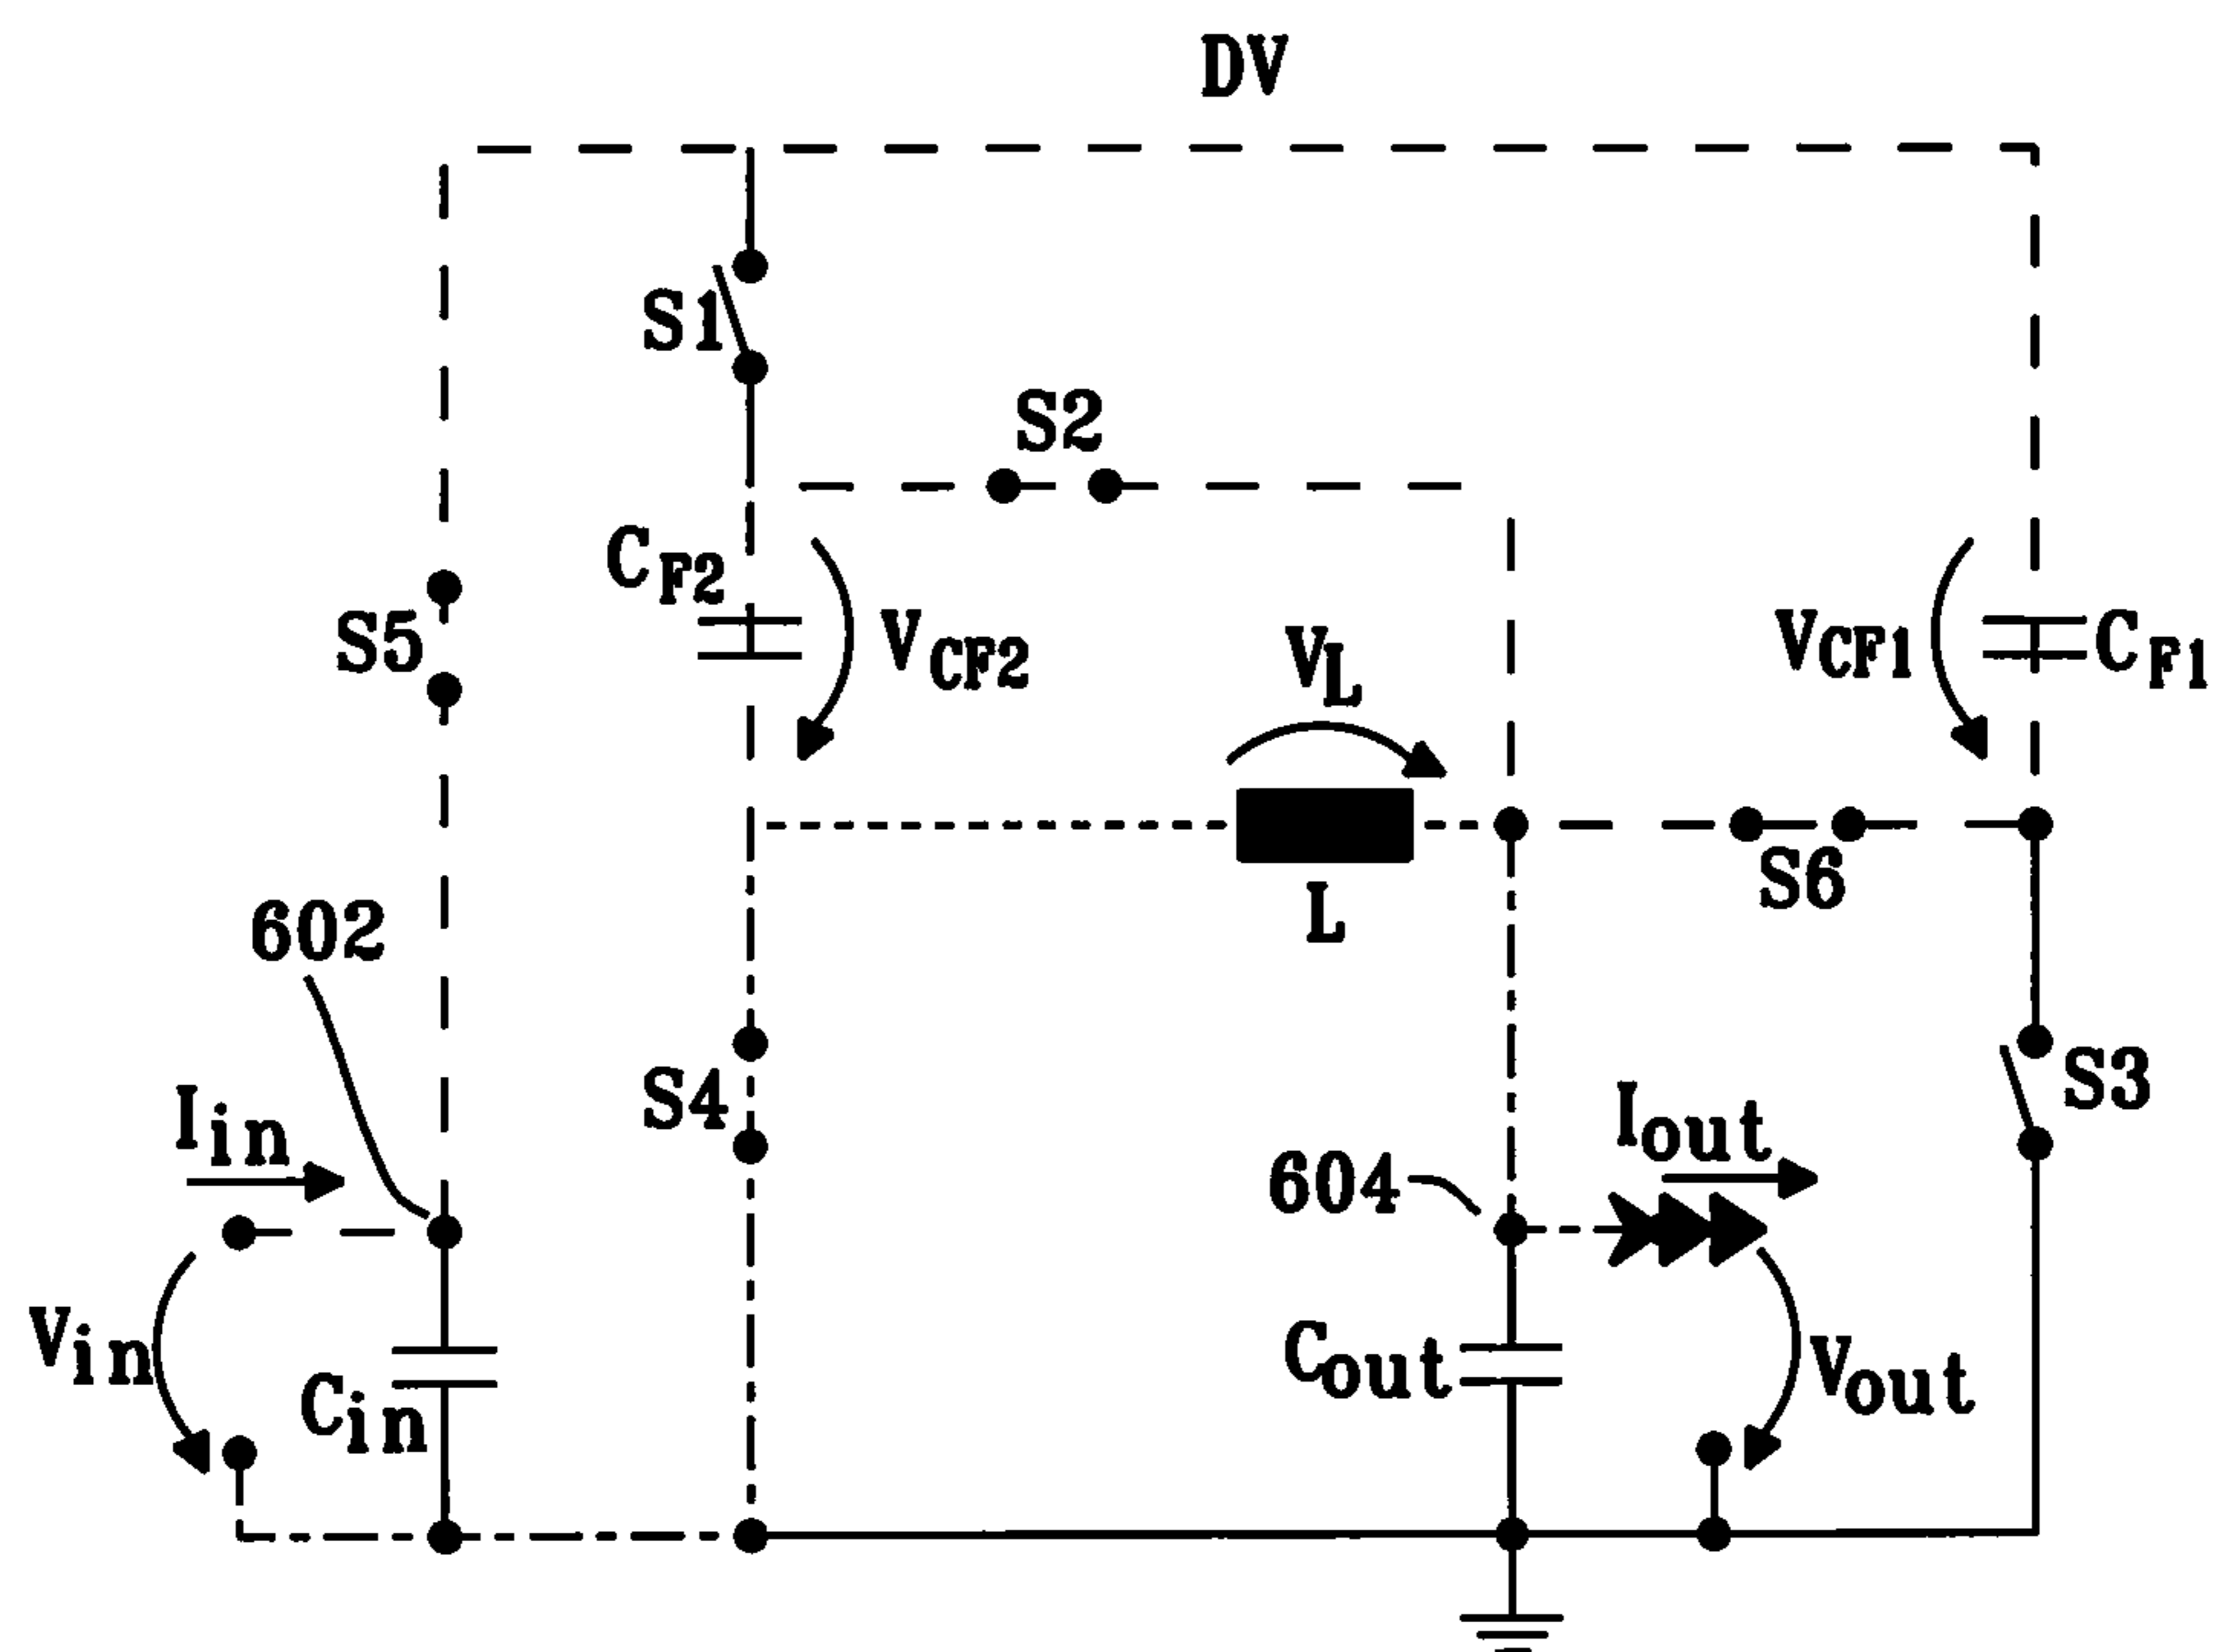 DV
S1
S2
CF2
VCF2
S5
VL
VCF1
CF1
L
S6
602
S4
S3
Iin
Iout
604
Vin
Cin
Cout
Vout